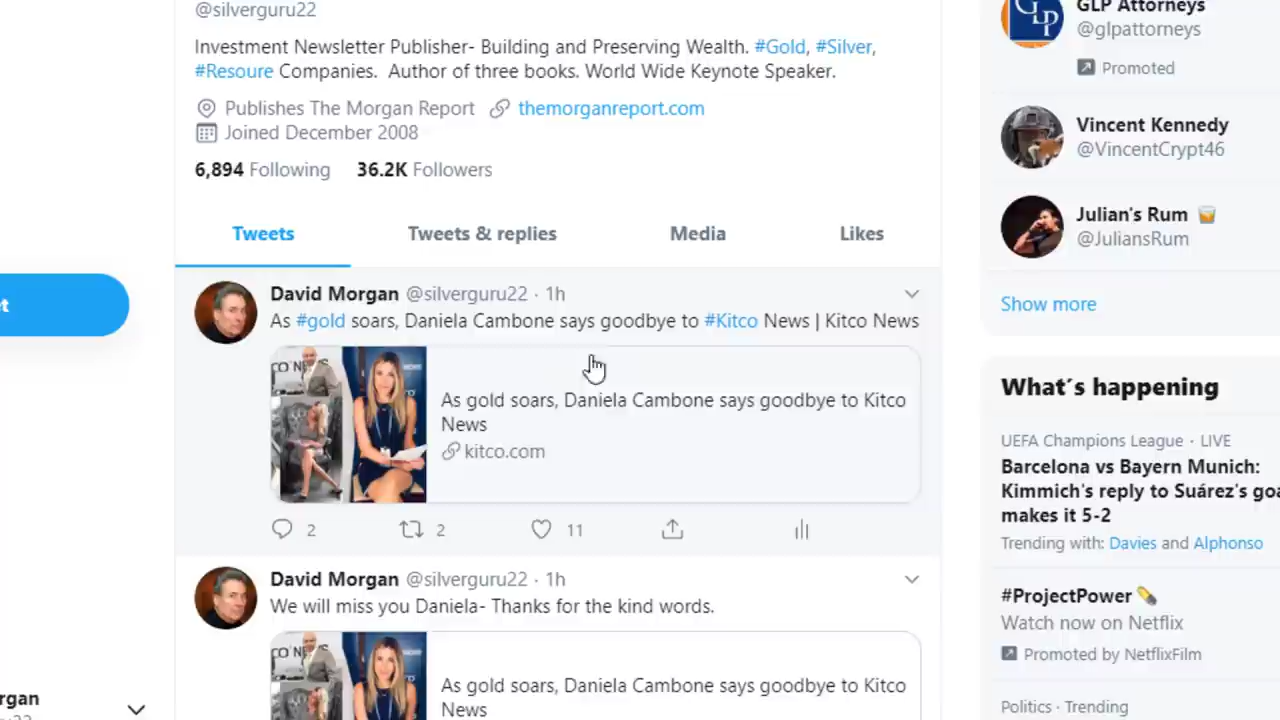 @silverguru22
Investment Newsletter Publisher- Building and Preserving Wealth. #Gold, #Silver,
#Resoure Companies. Author of three books. World Wide Keynote Speaker.
Publishes The Morgan Report themorganreport.com
Joined December 2008
6,894 Following 36.2K Followers
Tweets Tweets & replies Media Likes
David Morgan @silverguru22 · 1h
As #gold soars, Daniela Cambone says goodbye to #Kitco News | Kitco News
As gold soars, Daniela Cambone says goodbye to Kitco
News
kitco.com
2 2 11
David Morgan @silverguru22 · 1h
We will miss you Daniela- Thanks for the kind words.
As gold soars, Daniela Cambone says goodbye to Kitco
News
GLP Attorneys
@glpattorneys
Promoted
Vincent Kennedy
@VincentCrypt46
Julian's Rum 🥃
@JuliansRum
Show more
What's happening
UEFA Champions League · LIVE
Barcelona vs Bayern Munich:
Kimmich's reply to Suárez's goa
makes it 5-2
Trending with: Davies and Alphonso
#ProjectPower 💊
Watch now on Netflix
Promoted by NetflixFilm
Politics · Trending
GLP